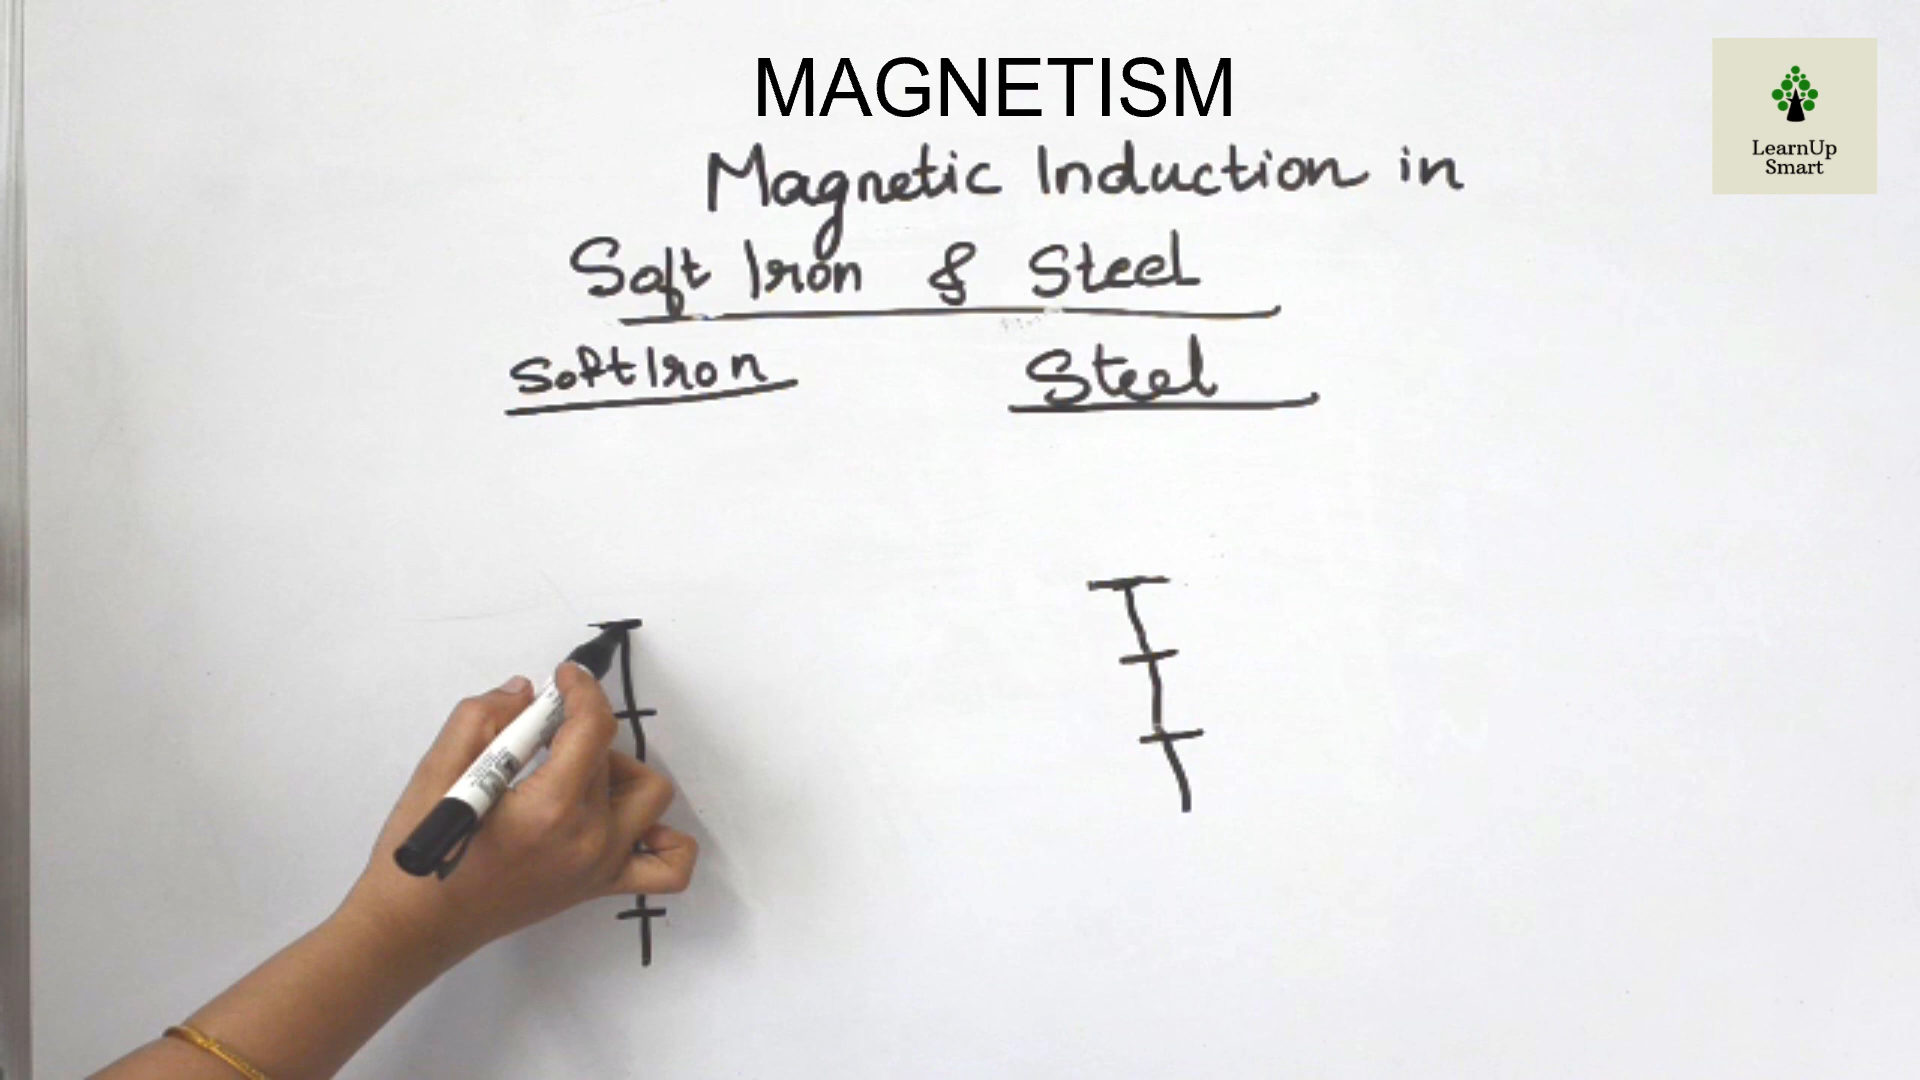 MAGNETISM
LearnUp
Smart
Magnetic Induction in
Soft Iron & Steel
Soft Iron
Steel